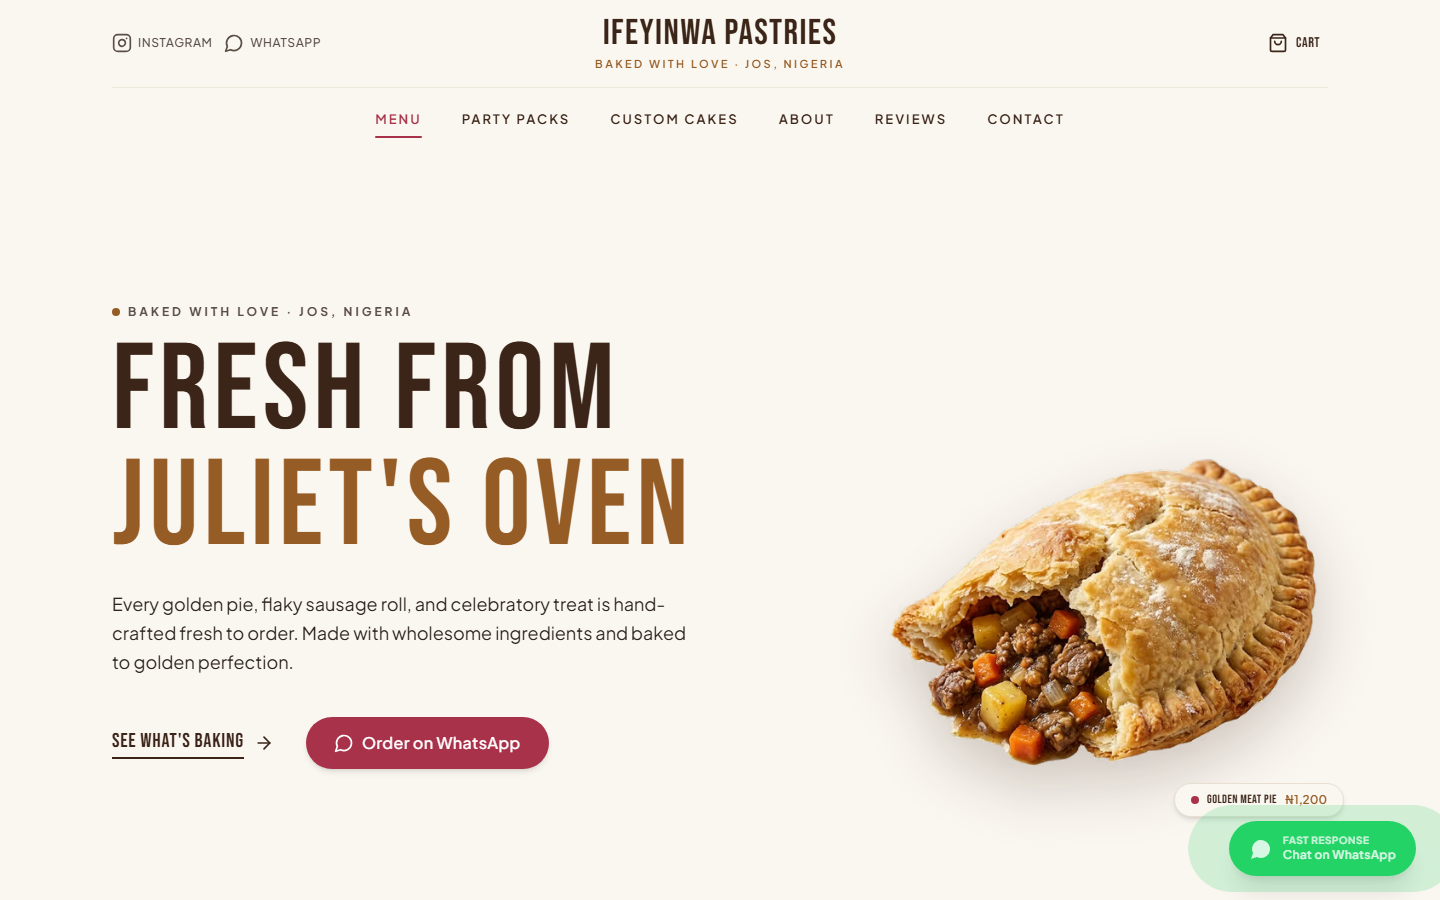 INSTAGRAM
WHATSAPP
IFEYINWA PASTRIES
BAKED WITH LOVE · JOS, NIGERIA
CART
MENU
PARTY PACKS
CUSTOM CAKES
ABOUT
REVIEWS
CONTACT
BAKED WITH LOVE · JOS, NIGERIA
FRESH FROM
JULIET'S OVEN
Every golden pie, flaky sausage roll, and celebratory treat is hand-
crafted fresh to order. Made with wholesome ingredients and baked
to golden perfection.
SEE WHAT'S BAKING
Order on WhatsApp
GOLDEN MEAT PIE ₦1,200
FAST RESPONSE
Chat on WhatsApp